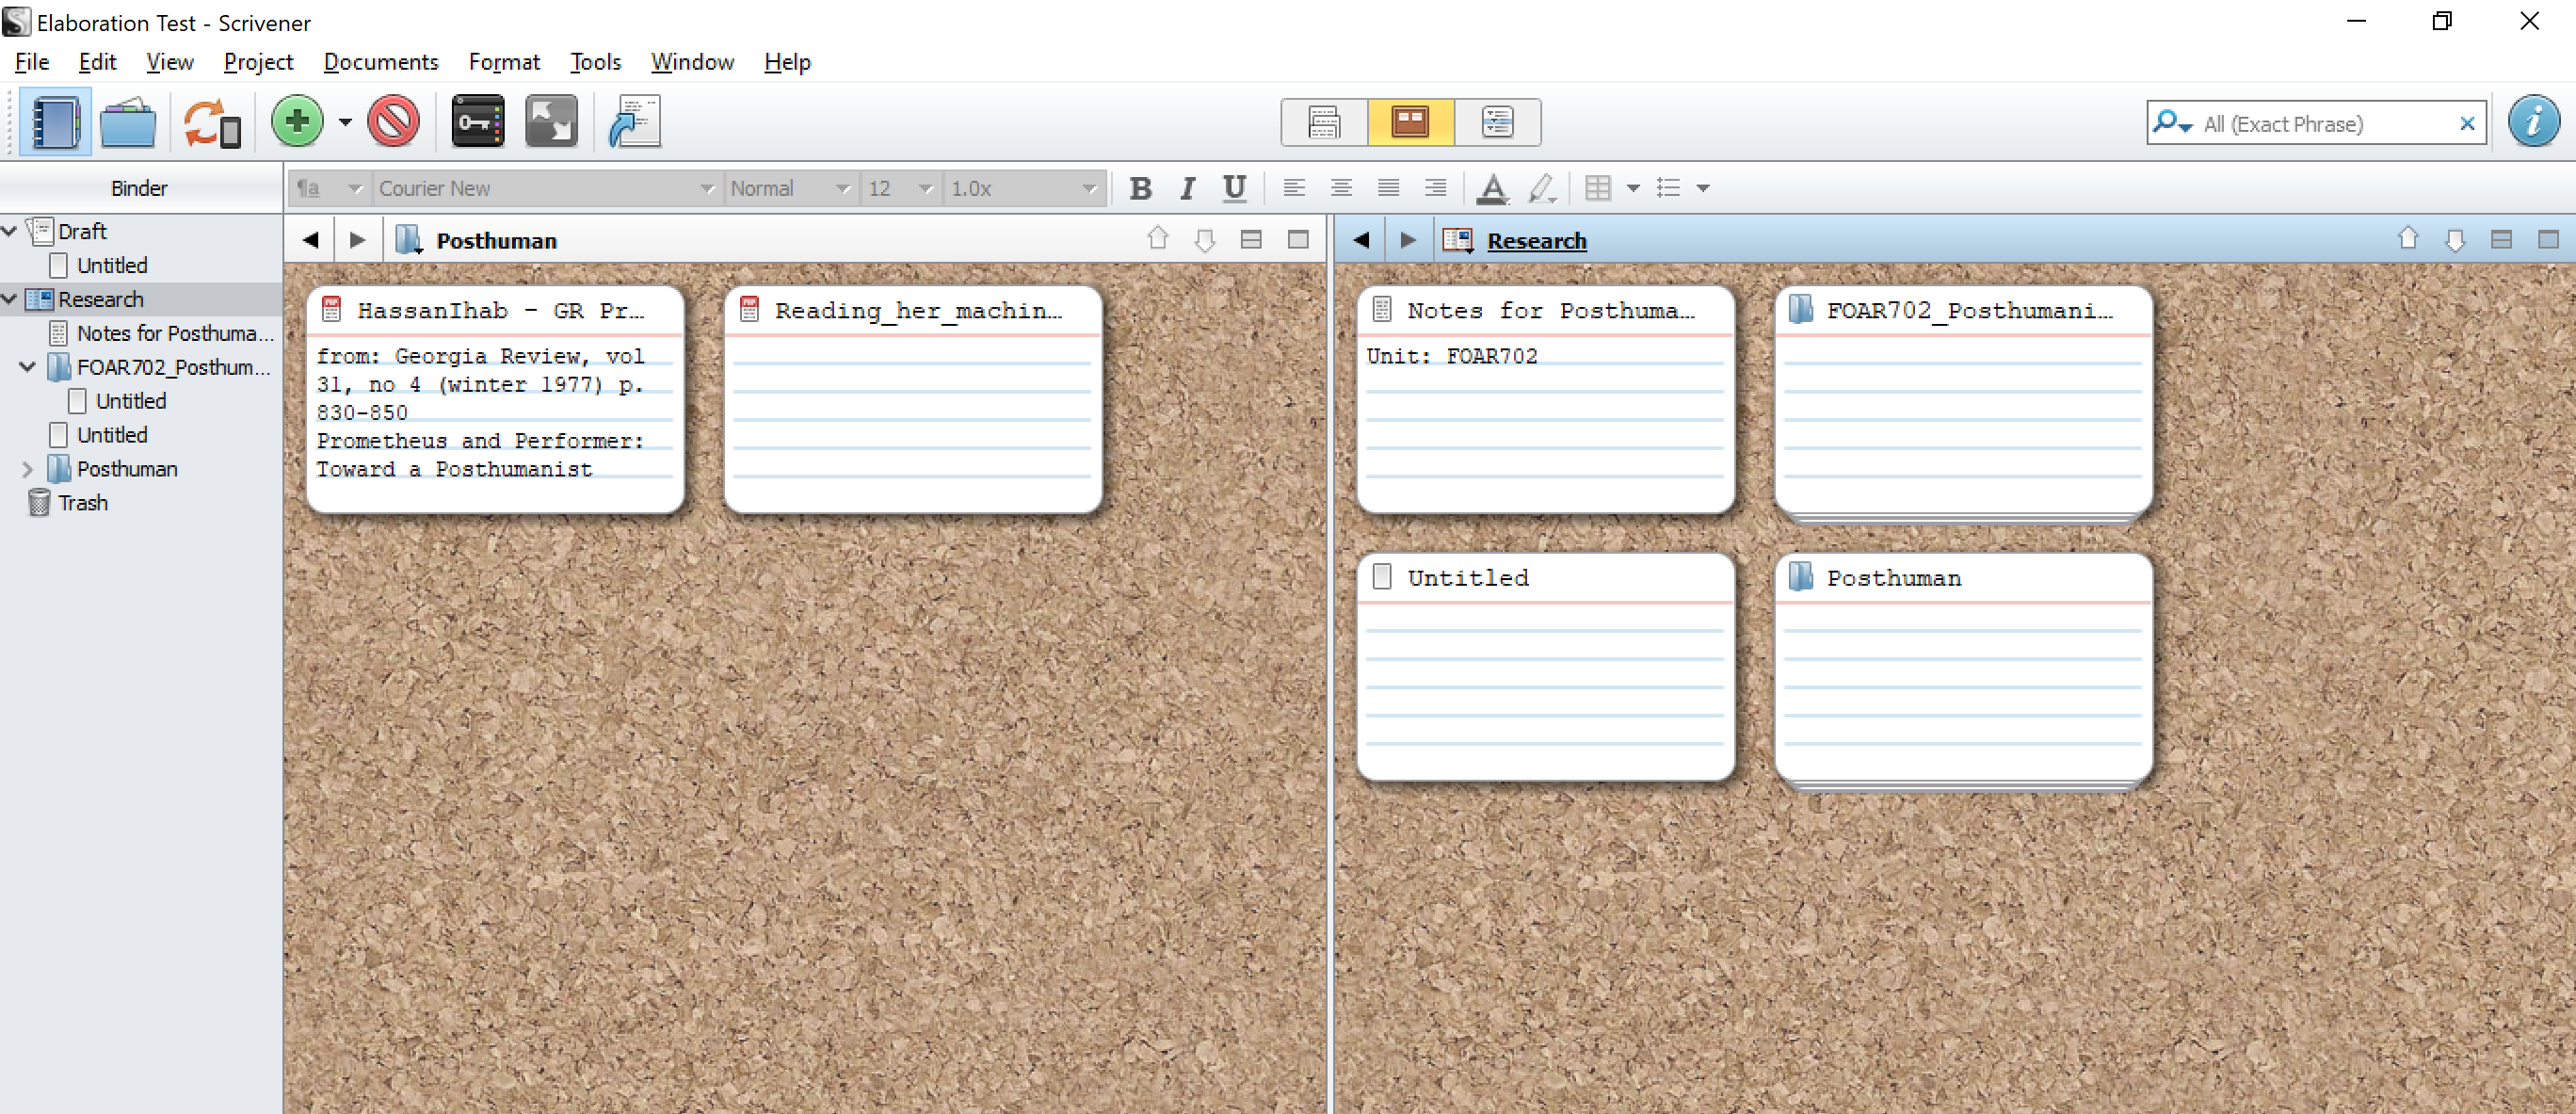 Elaboration Test - Scrivener
File Edit View Project Documents Format Tools Window Help
All (Exact Phrase)
Binder
Courier New Normal 12 1.0x B I U A
Draft
Untitled
Research
Notes for Posthuma...
FOAR702_Posthum...
Untitled
Untitled
Posthuman
Trash
Posthuman
HassanIhab - GR Pr...
from: Georgia Review, vol
31, no 4 (winter 1977) p.
830-850
Prometheus and Performer:
Toward a Posthumanist
Reading_her_machin...
Research
Notes for Posthuma...
Unit: FOAR702
FOAR702_Posthumani...
Untitled
Posthuman